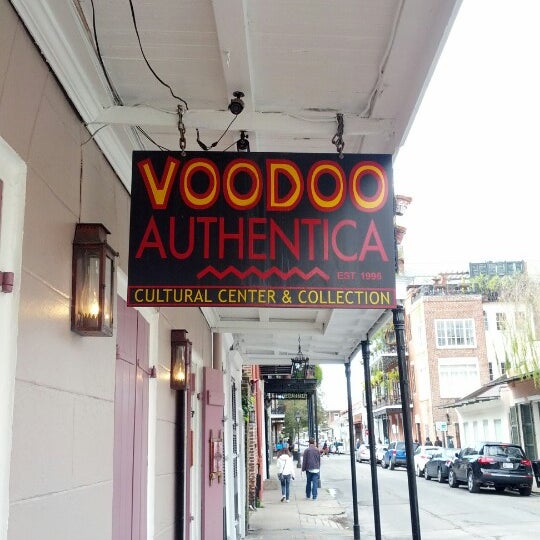 VOODOO
AUTHENTICA
EST. 1996
CULTURAL CENTER & COLLECTION